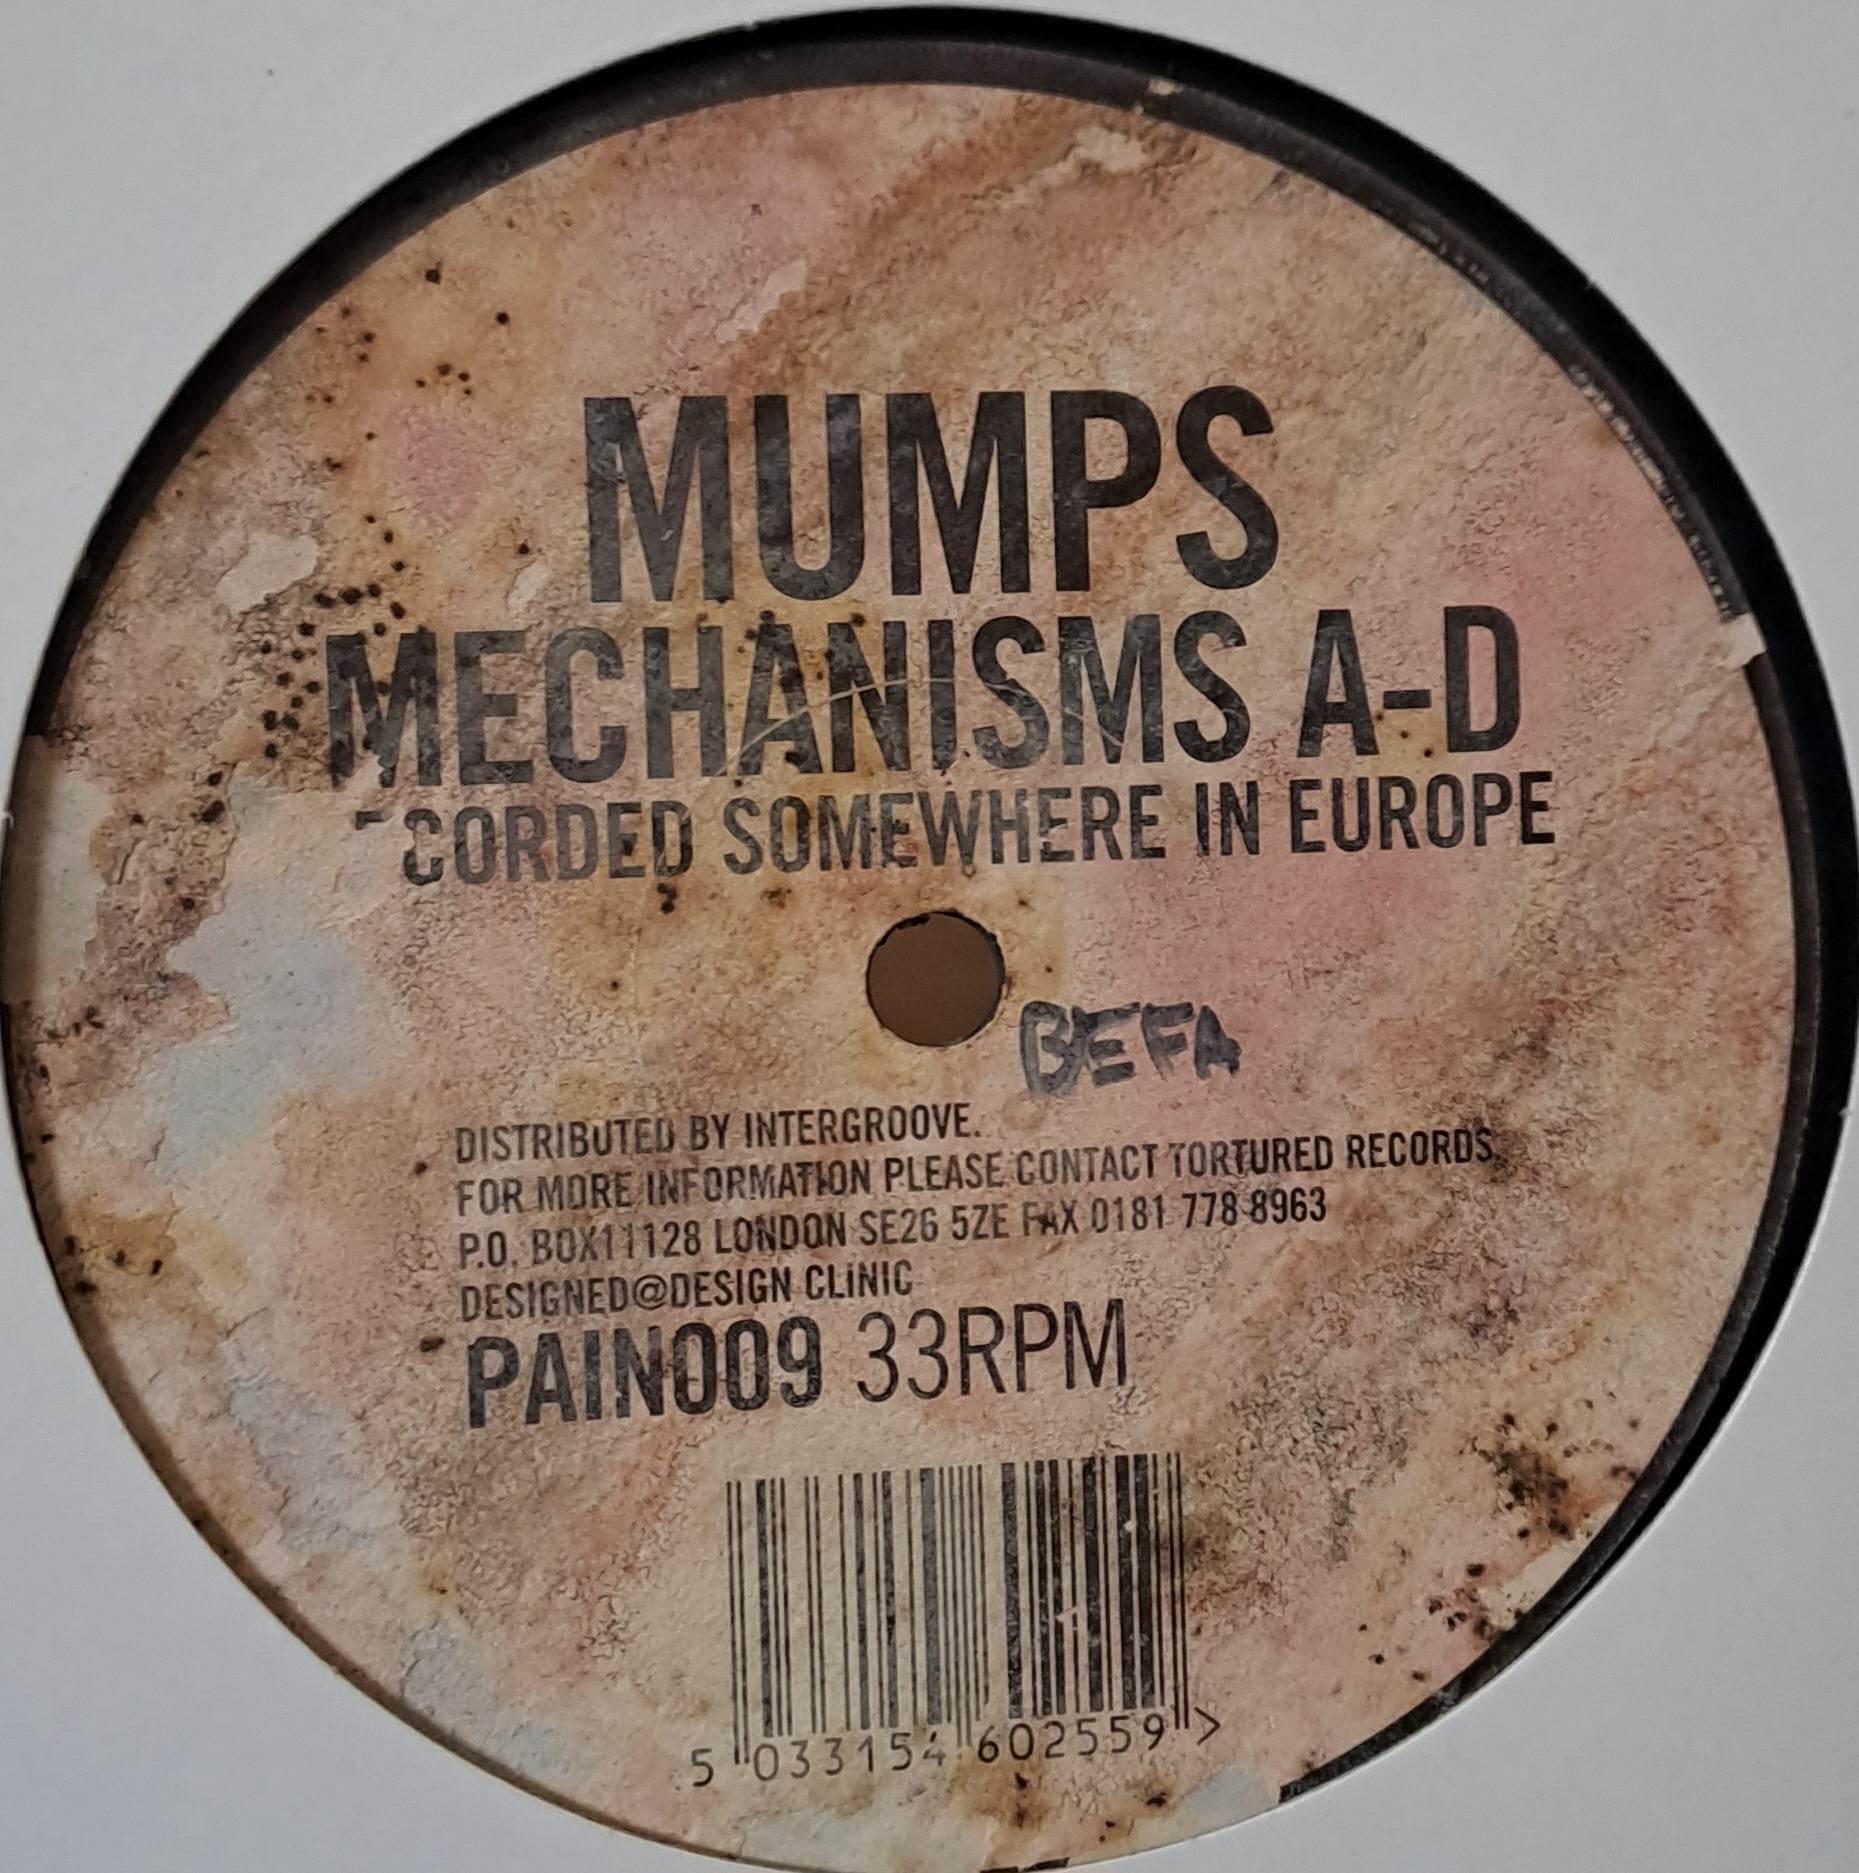 MUMPS
MECHANISMS A-D
CORDED SOMEWHERE IN EUROPE
BEFA
DISTRIBUTED BY INTERGROOVE.
FOR MORE INFORMATION PLEASE CONTACT TORTURED RECORDS.
P.O. BOX11128 LONDON SE26 5ZE FAX 0181 778 8963
DESIGNED@DESIGN CLINIC
PAIN009 33RPM
5 033154 602559 >